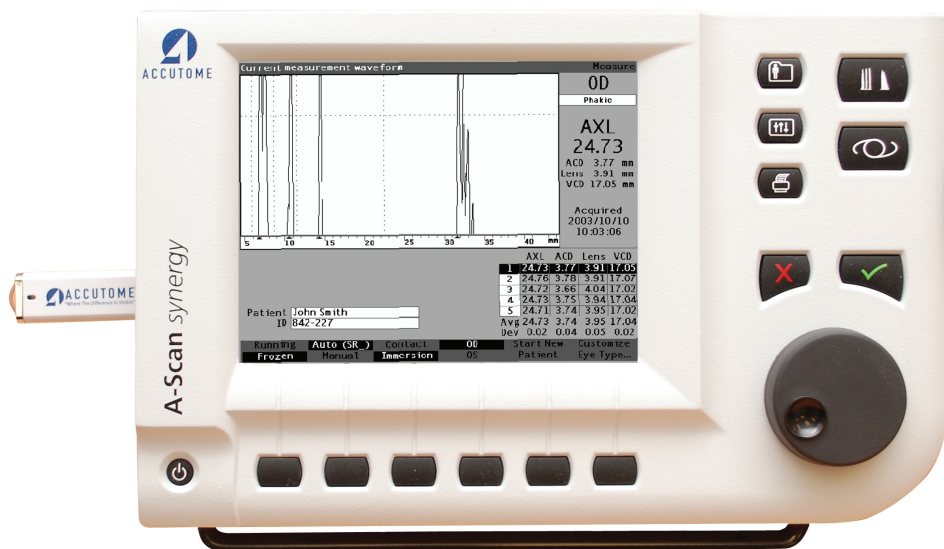 ACCUTOME
Current measurement waveform
Measure
OD
Phakic
AXL
24.73
ACD 3.77 mm
Lens 3.91 mm
VCD 17.05 mm
Acquired
2003/10/10
10:03:06
5 10 15 20 25 30 35 40 mm
AXL ACD Lens VCD
1 24.73 3.77 3.91 17.05
2 24.76 3.78 3.91 17.07
3 24.72 3.66 4.04 17.02
4 24.73 3.75 3.94 17.04
5 24.71 3.74 3.95 17.02
Avg 24.73 3.74 3.95 17.04
Dev 0.02 0.04 0.05 0.02
Patient John Smith
ID 842-227
Running Auto (SR_) Contact OD Start New Customize
Frozen Manual Immersion OS Patient Eye Type...
A-Scan synergy
ACCUTOME
"Where The Difference Is Visible"